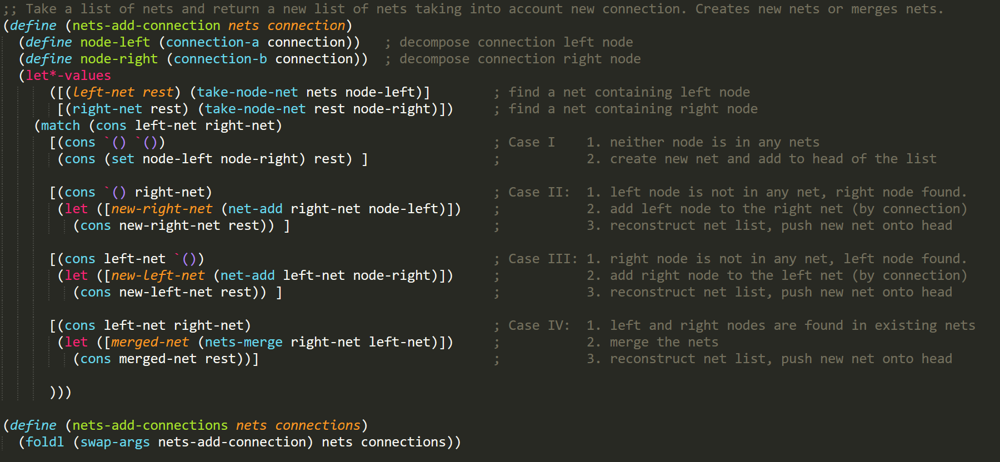 ;; Take a list of nets and return a new list of nets taking into account new connection. Creates new nets or merges nets.
(define (nets-add-connection nets connection)
  (define node-left (connection-a connection))   ; decompose connection left node
  (define node-right (connection-b connection))  ; decompose connection right node
  (let*-values
      ([(left-net rest) (take-node-net nets node-left)]        ; find a net containing left node
       [(right-net rest) (take-node-net rest node-right)])     ; find a net containing right node
    (match (cons left-net right-net)
      [(cons `() `())                                          ; Case I    1. neither node is in any nets
       (cons (set node-left node-right) rest) ]                ;           2. create new net and add to head of the list

      [(cons `() right-net)                                    ; Case II:  1. left node is not in any net, right node found.
       (let ([new-right-net (net-add right-net node-left)])    ;           2. add left node to the right net (by connection)
         (cons new-right-net rest)) ]                          ;           3. reconstruct net list, push new net onto head

      [(cons left-net `())                                     ; Case III: 1. right node is not in any net, left node found.
       (let ([new-left-net (net-add left-net node-right)])     ;           2. add right node to the left net (by connection)
         (cons new-left-net rest)) ]                           ;           3. reconstruct net list, push new net onto head

      [(cons left-net right-net)                               ; Case IV:  1. left and right nodes are found in existing nets
       (let ([merged-net (nets-merge right-net left-net)])     ;           2. merge the nets
         (cons merged-net rest))]                              ;           3. reconstruct net list, push new net onto head

      )))

(define (nets-add-connections nets connections)
  (foldl (swap-args nets-add-connection) nets connections))